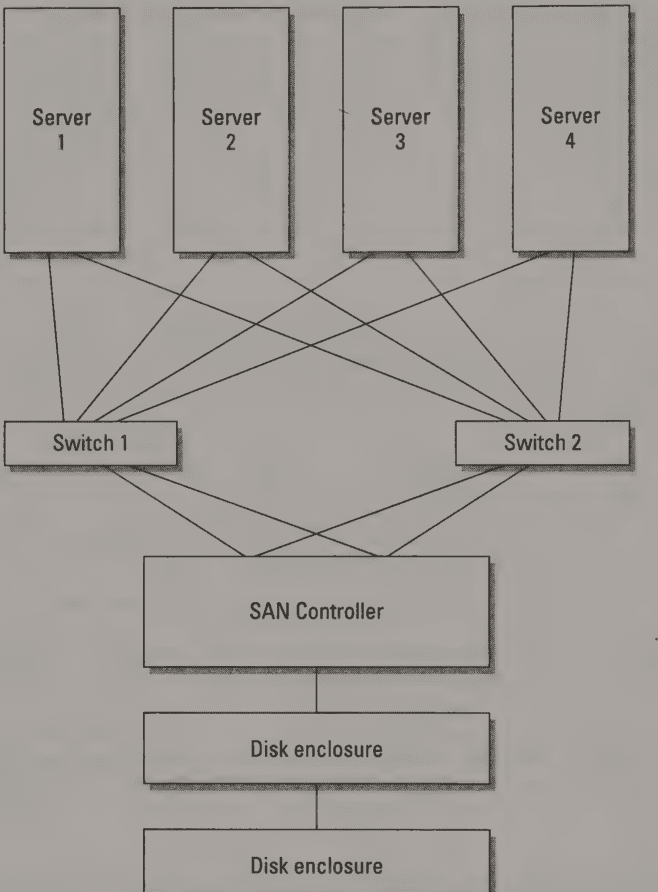 Server
1
Server
2
Server
3
Server
4
Switch 1
Switch 2
SAN Controller
Disk enclosure
Disk enclosure